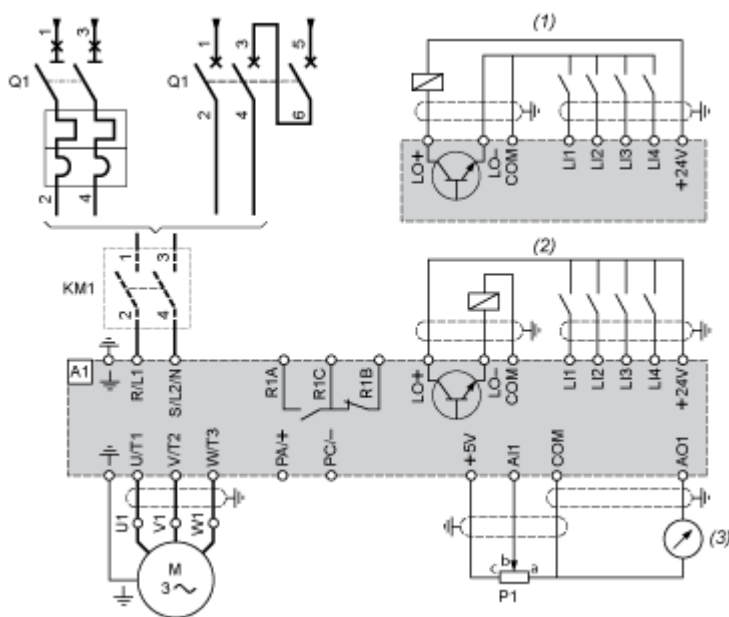 1 3 1 3 5
Q1 Q1
2 4 2 4 6
(1)
LO+ LO- COM LI1 LI2 LI3 LI4 +24V
1 3
KM1
2 4
(2)
A1 R/L1 S/L2/N R1A R1C R1B LO+ LO- COM LI1 LI2 LI3 LI4 +24V
U/T1 V/T2 W/T3 PA/+ PC/- +5V AI1 COM AO1
U1 V1 W1
(3)
M
3
c b a
P1